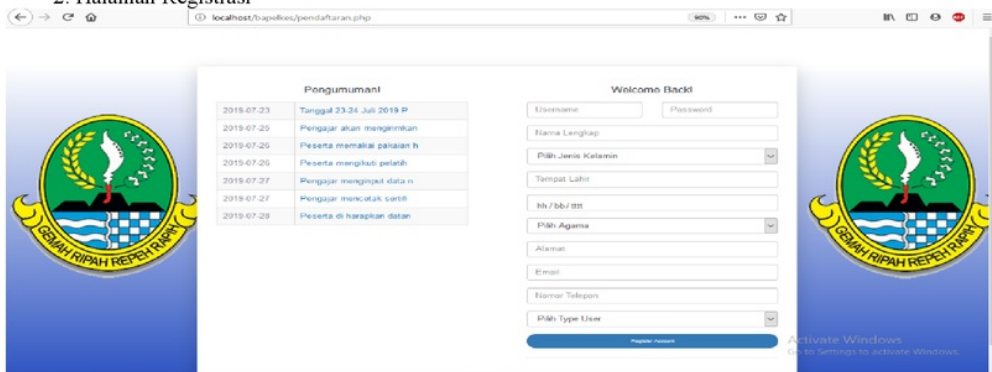 2. Halaman Registrasi
localhost/bapelkes/pendaftaran.php
90%
Pengumuman!
2019-07-23 Tanggal 23-24 Juli 2019 P
2019-07-25 Pengajar akan mengirimkan
2019-07-26 Peserta memakai pakaian h
2019-07-26 Peserta mengikuti pelatih
2019-07-27 Pengajar menginput data n
2019-07-27 Pengajar mencetak sertifi
2019-07-28 Peserta di harapkan datan
Welcome Back!
Username Password
Nama Lengkap
Pilih Jenis Kelamin
Tempat Lahir
hh / bb / tttt
Pilih Agama
Alamat
Email
Nomor Telepon
Pilih Type User
Register Account
GEMAH RIPAH REPEH RAPIH
GEMAH RIPAH REPEH RAPIH
Activate Windows
Go to Settings to activate Windows.